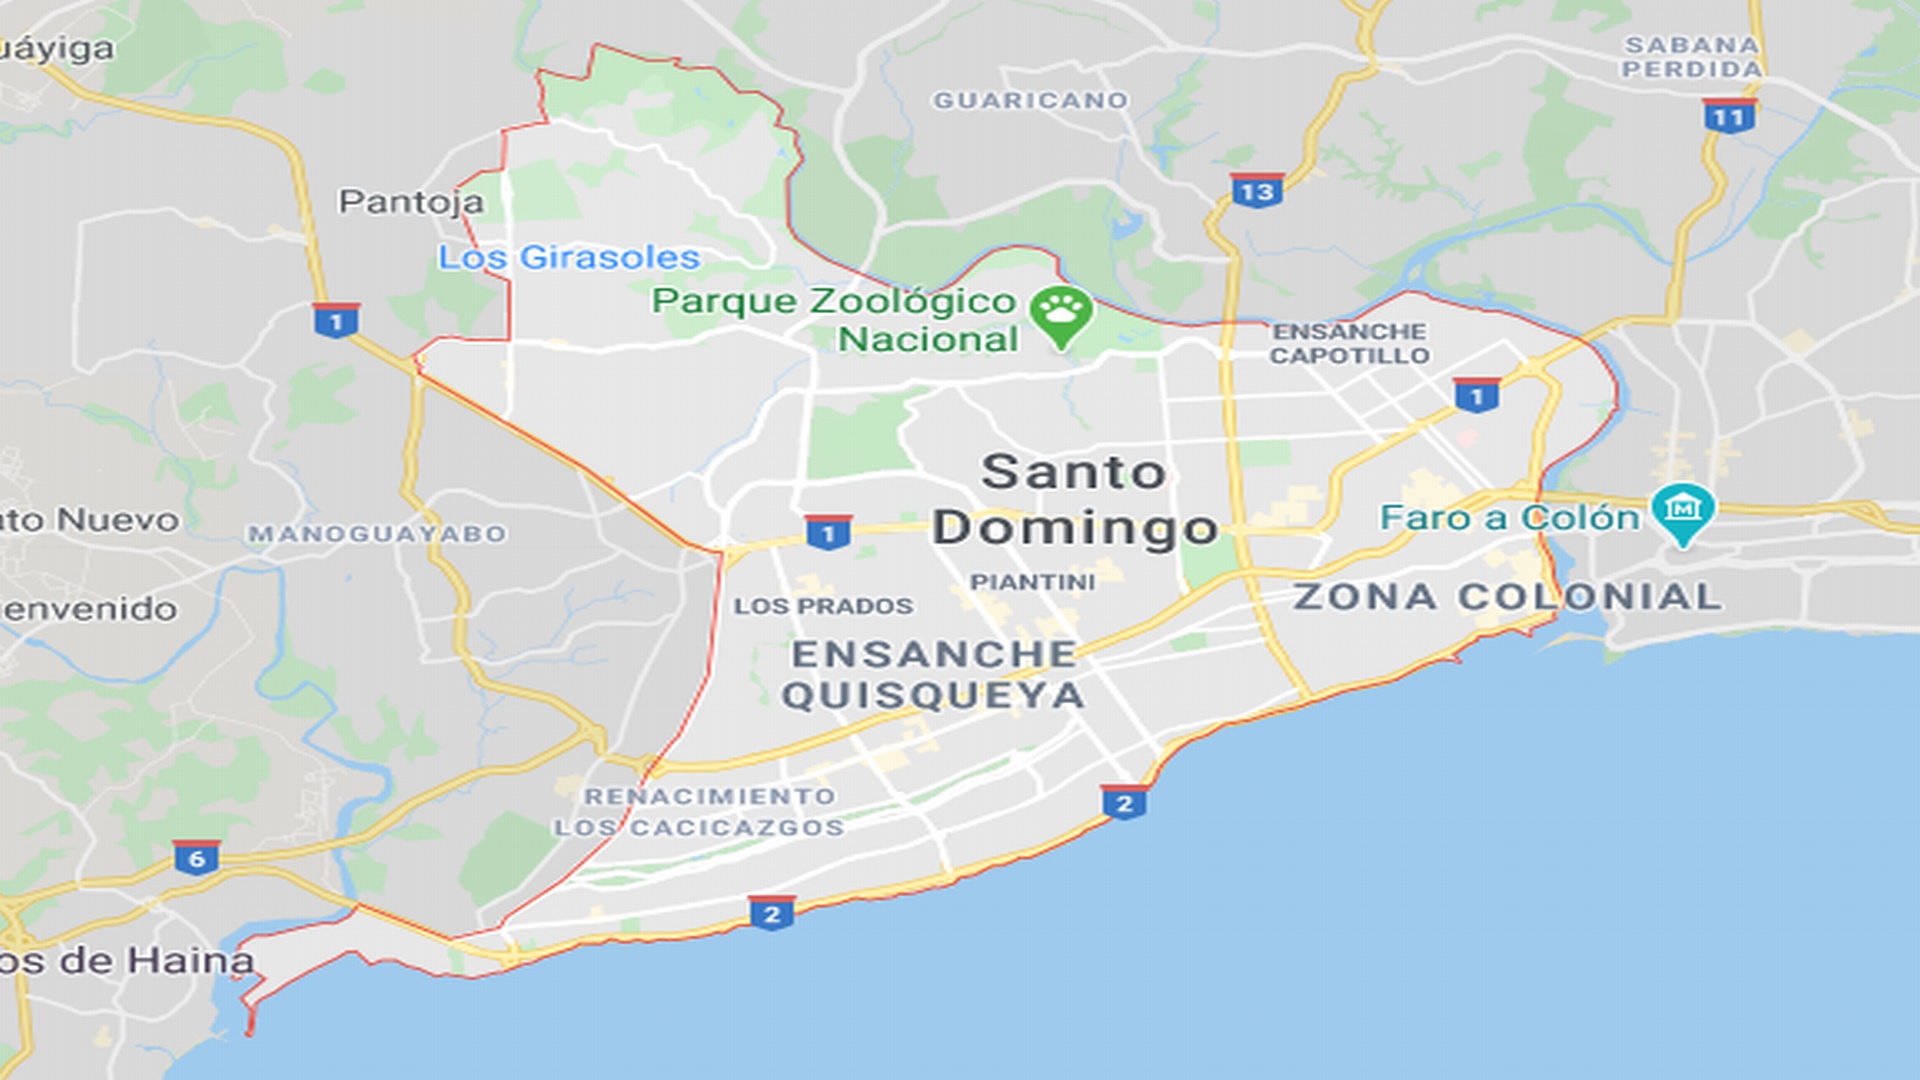 uáyiga
SABANA
PERDIDA
GUARICANO
11
13
Pantoja
Los Girasoles
Parque Zoológico
Nacional
1
ENSANCHE
CAPOTILLO
1
Santo
Domingo
1
Faro a Colón
M
ato Nuevo
MANOGUAYABO
PIANTINI
LOS PRADOS
ZONA COLONIAL
ienvenido
ENSANCHE
QUISQUEYA
RENACIMIENTO
LOS CACICAZGOS
2
6
2
os de Haina